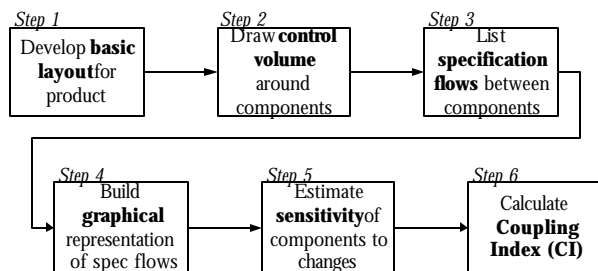 Step 1
Develop basic
layout for
product
Step 2
Draw control
volume
around
components
Step 3
List
specification
flows between
components
Step 4
Build
graphical
representation
of spec flows
Step 5
Estimate
sensitivity of
components to
changes
Step 6
Calculate
Coupling
Index (CI)